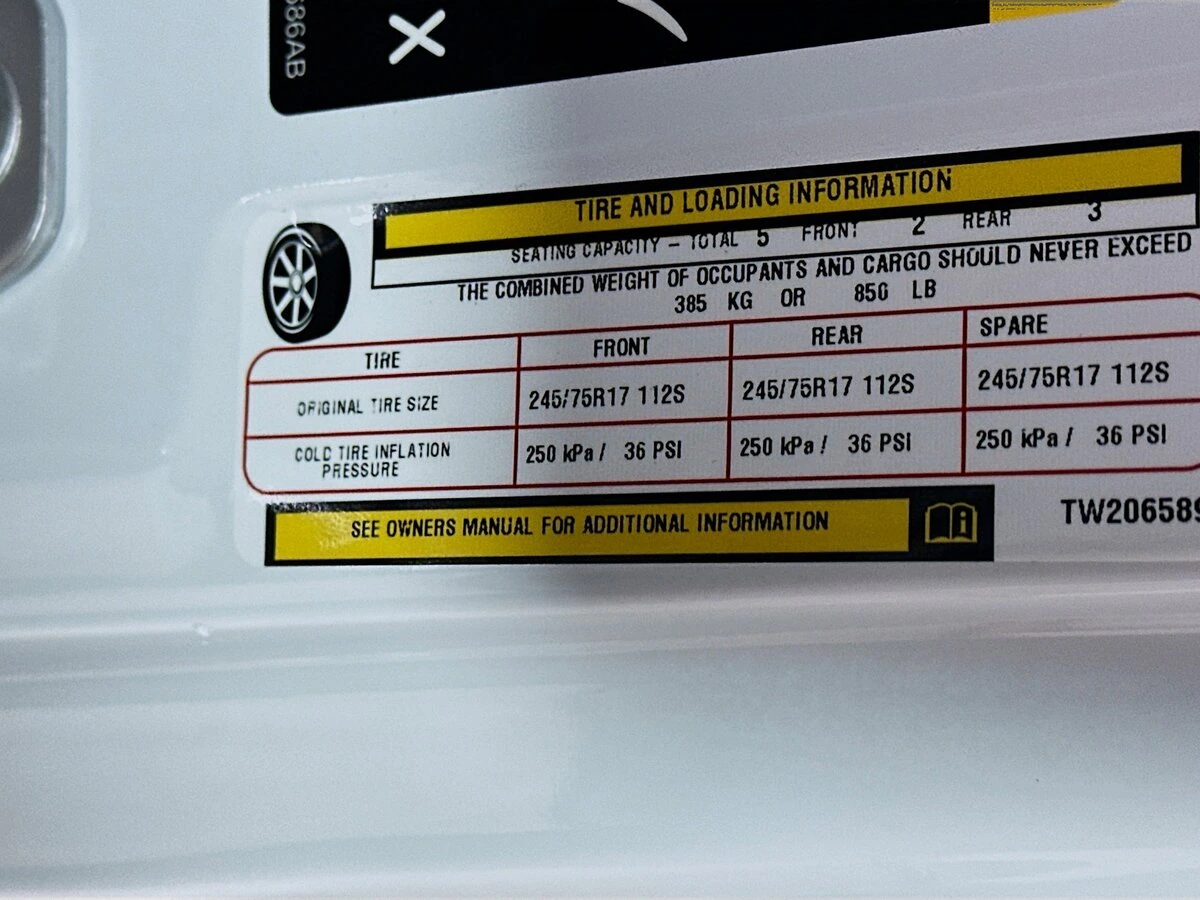 586AB
TIRE AND LOADING INFORMATION
SEATING CAPACITY – TOTAL 5 FRONT 2 REAR 3
THE COMBINED WEIGHT OF OCCUPANTS AND CARGO SHOULD NEVER EXCEED
385 KG OR 850 LB
TIRE FRONT REAR SPARE
ORIGINAL TIRE SIZE 245/75R17 112S 245/75R17 112S 245/75R17 112S
COLD TIRE INFLATION PRESSURE 250 kPa / 36 PSI 250 kPa / 36 PSI 250 kPa / 36 PSI
SEE OWNERS MANUAL FOR ADDITIONAL INFORMATION
TW206589